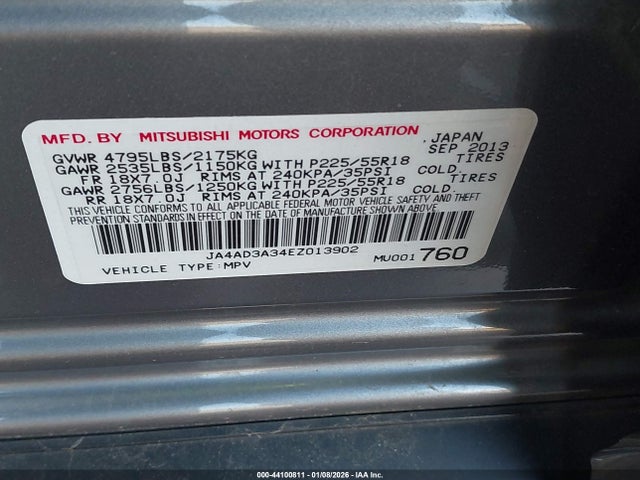 MFD. BY MITSUBISHI MOTORS CORPORATION JAPAN
SEP 2013
GVWR 4795LBS/2175KG
GAWR 2535LBS/1150KG WITH P225/55R18 TIRES
FR 18X7.0J RIMS AT 240KPA/35PSI COLD.
GAWR 2756LBS/1250KG WITH P225/55R18 TIRES
RR 18X7.0J RIMS AT 240KPA/35PSI COLD.
THIS VEHICLE CONFORMS TO ALL APPLICABLE FEDERAL MOTOR VEHICLE SAFETY AND
THEFT PREVENTION STANDARDS IN EFFECT ON THE DATE OF MANUFACTURE SHOWN ABOVE.
JA4AD3A34EZ013902
VEHICLE TYPE:MPV MU001 760
000-44100811 - 01/08/2026 - IAA Inc.